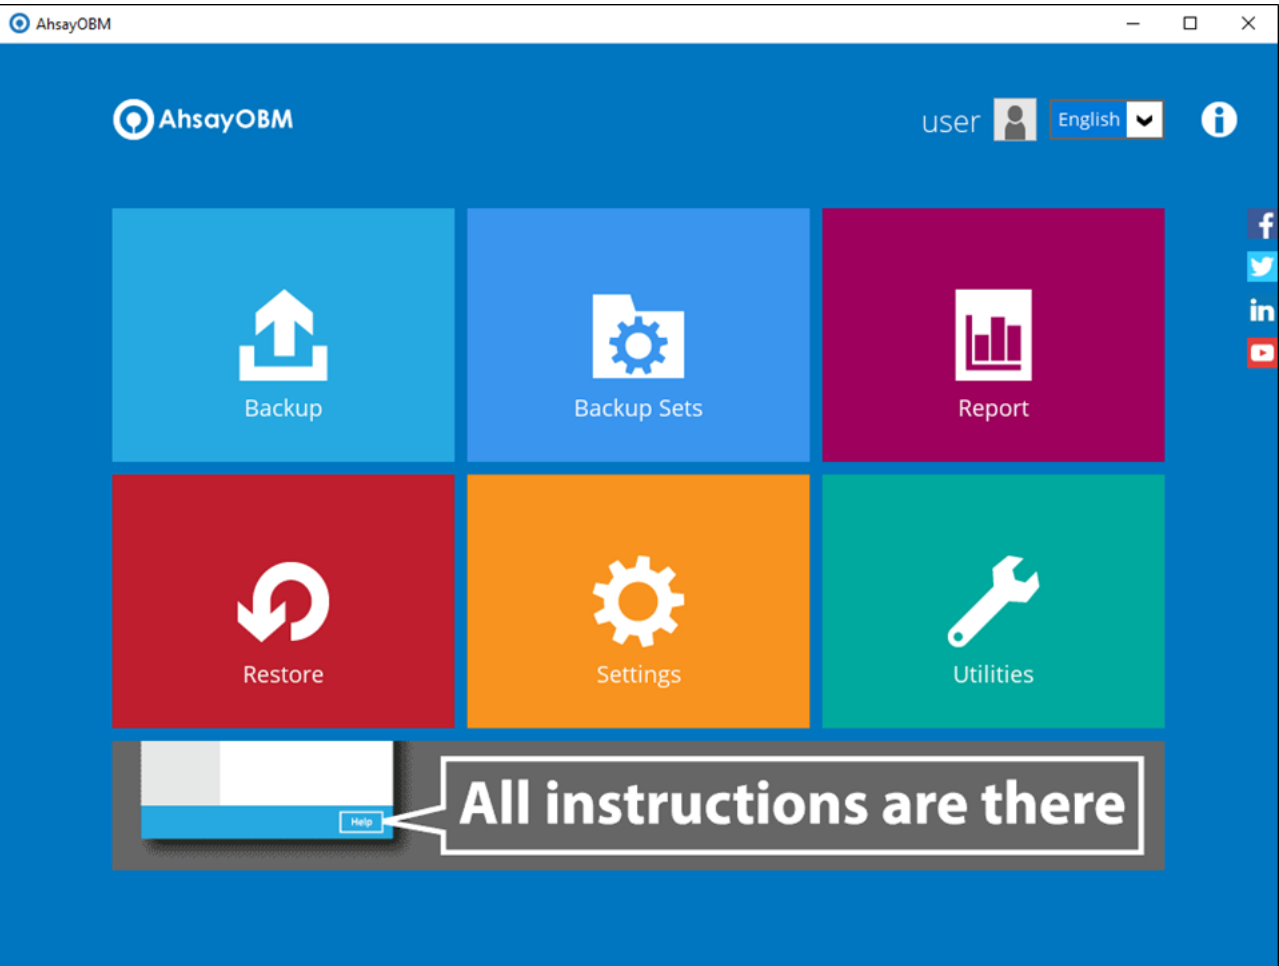 AhsayOBM
AhsayOBM
user
English
Backup
Backup Sets
Report
Restore
Settings
Utilities
Help
All instructions are there